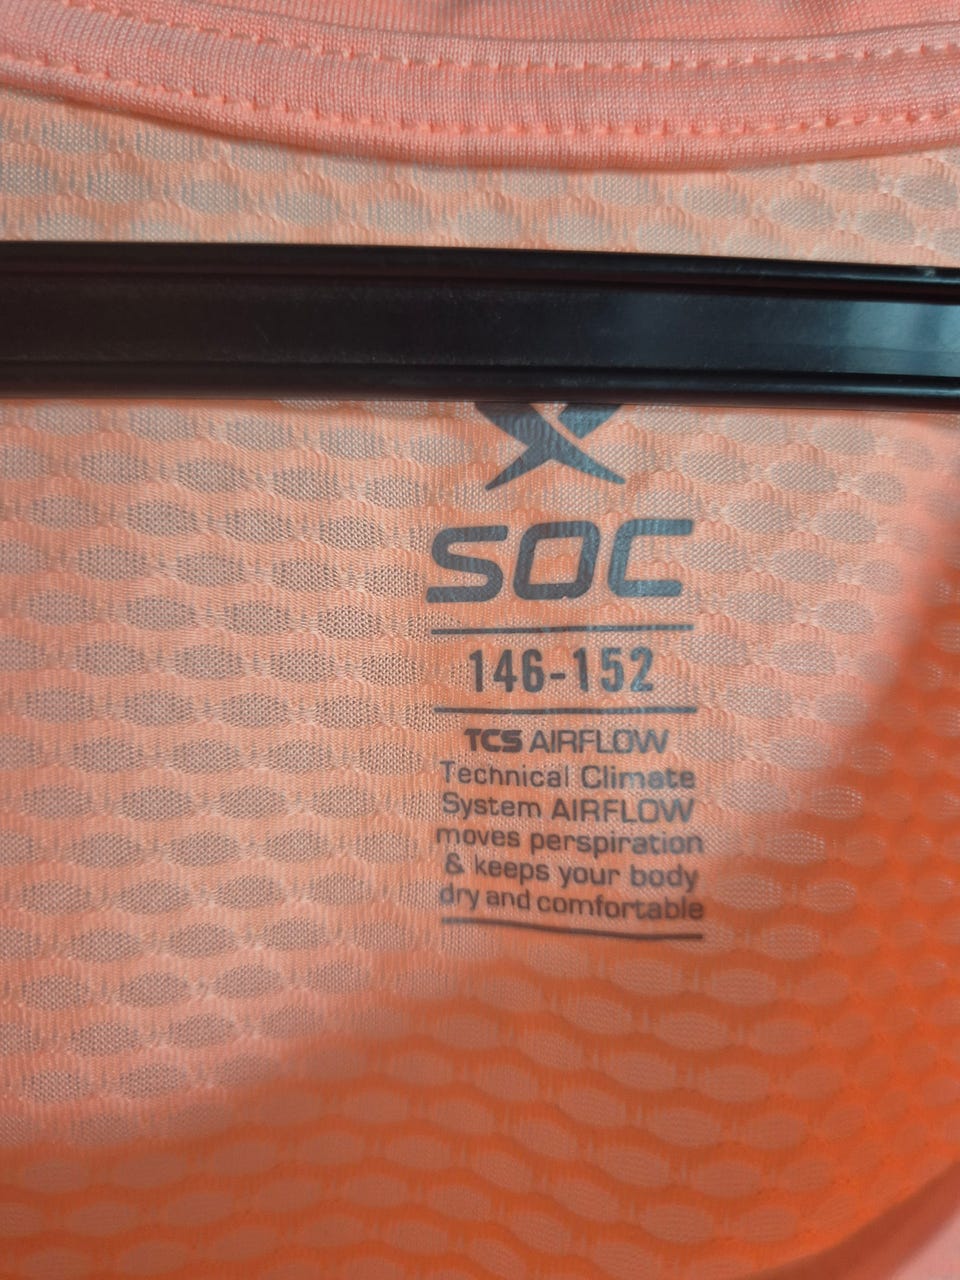 SOC
146-152
TCS AIRFLOW
Technical Climate
System AIRFLOW
moves perspiration
& keeps your body
dry and comfortable